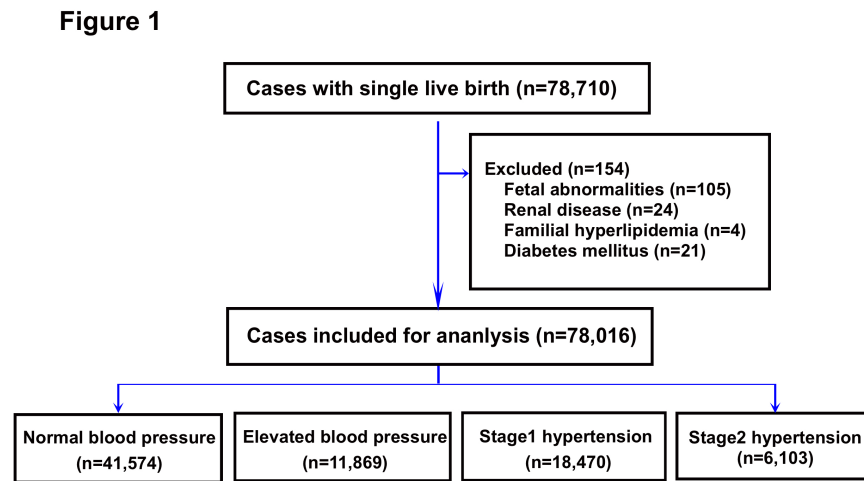 Figure 1
Cases with single live birth (n=78,710)
Excluded (n=154)
Fetal abnormalities (n=105)
Renal disease (n=24)
Familial hyperlipidemia (n=4)
Diabetes mellitus (n=21)
Cases included for ananlysis (n=78,016)
Normal blood pressure
(n=41,574)
Elevated blood pressure
(n=11,869)
Stage1 hypertension
(n=18,470)
Stage2 hypertension
(n=6,103)